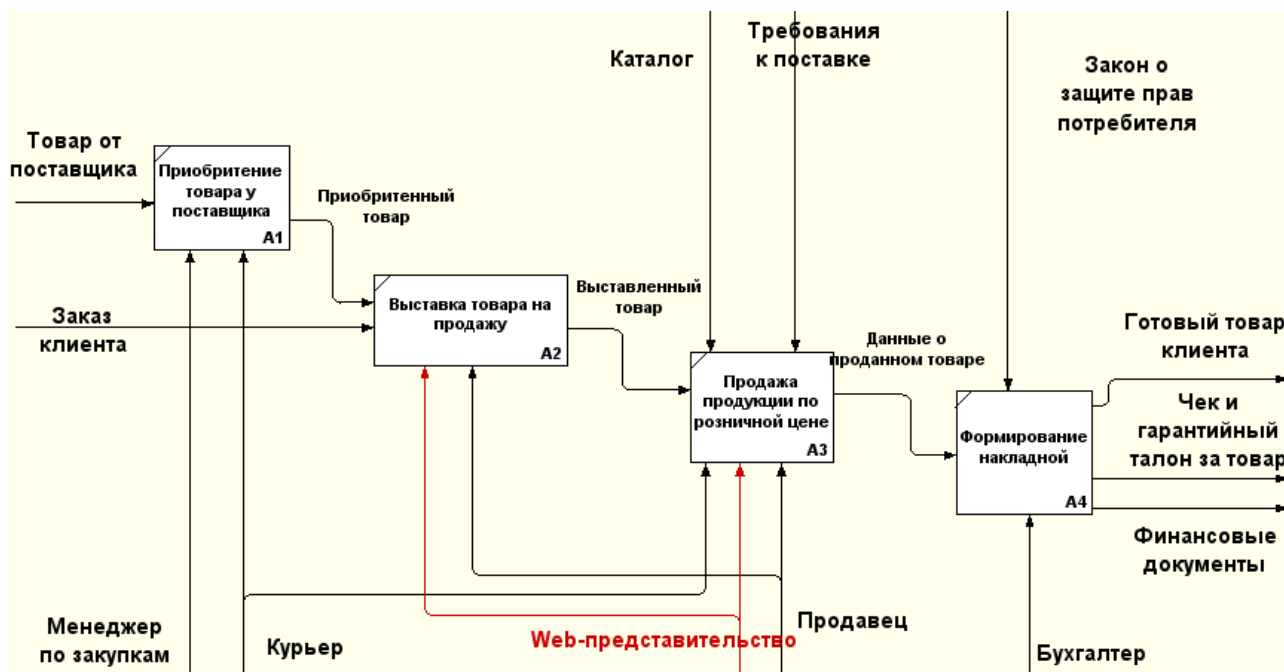 Каталог
Требования
к поставке
Закон о
защите прав
потребителя
Товар от
поставщика
Приобритение
товара у
поставщика
A1
Приобритенный
товар
Заказ
клиента
Выставка товара на
продажу
A2
Выставленный
товар
Продажа
продукции по
розничной цене
A3
Данные о
проданном товаре
Формирование
накладной
A4
Готовый товар
клиента
Чек и
гарантийный
талон за товар
Финансовые
документы
Менеджер
по закупкам
Курьер
Web-представительство
Продавец
Бухгалтер